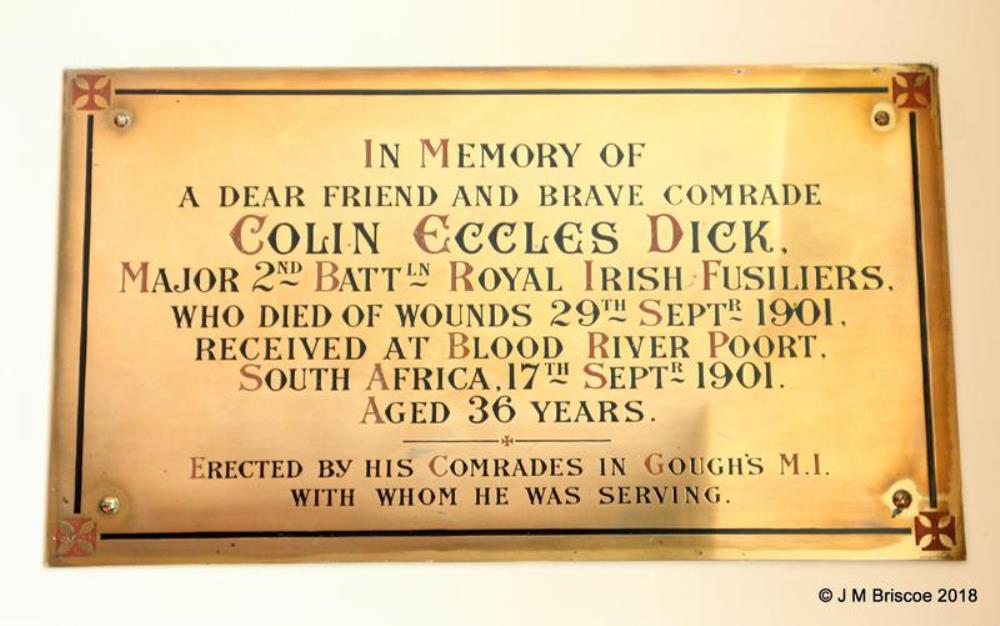 IN MEMORY OF
A DEAR FRIEND AND BRAVE COMRADE
COLIN ECCLES DICK,
MAJOR 2ND BATTLN ROYAL IRISH FUSILIERS,
WHO DIED OF WOUNDS 29TH SEPTR 1901,
RECEIVED AT BLOOD RIVER POORT,
SOUTH AFRICA, 17TH SEPTR 1901.
AGED 36 YEARS.
ERECTED BY HIS COMRADES IN GOUGH'S M.I.
WITH WHOM HE WAS SERVING.
© J M Briscoe 2018